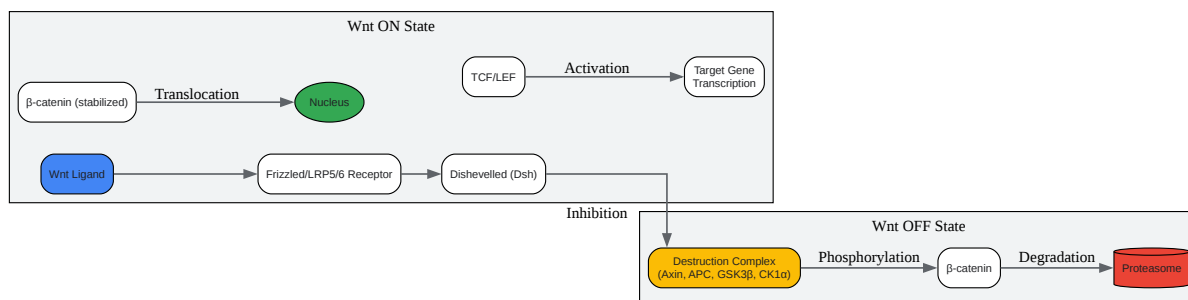 Wnt ON State
TCF/LEF
Activation
Target Gene
Transcription
β-catenin (stabilized)
Translocation
Nucleus
Wnt Ligand
Frizzled/LRP5/6 Receptor
Dishevelled (Dsh)
Inhibition
Wnt OFF State
Destruction Complex
(Axin, APC, GSK3β, CK1α)
Phosphorylation
β-catenin
Degradation
Proteasome